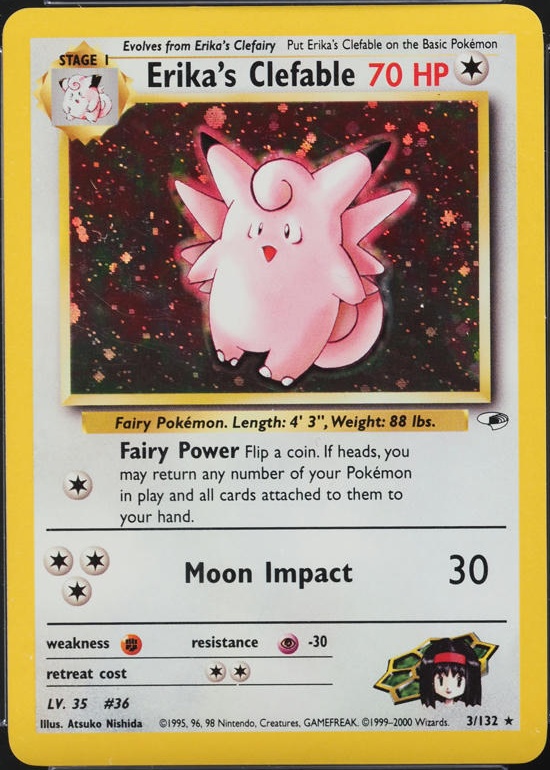 Evolves from Erika's Clefairy Put Erika's Clefable on the Basic Pokémon
STAGE 1
Erika's Clefable 70 HP
Fairy Pokémon. Length: 4' 3", Weight: 88 lbs.
Fairy Power Flip a coin. If heads, you
may return any number of your Pokémon
in play and all cards attached to them to
your hand.
Moon Impact 30
weakness resistance -30
retreat cost
LV. 35 #36
Illus. Atsuko Nishida ©1995, 96, 98 Nintendo, Creatures, GAMEFREAK. ©1999-2000 Wizards. 3/132 ★